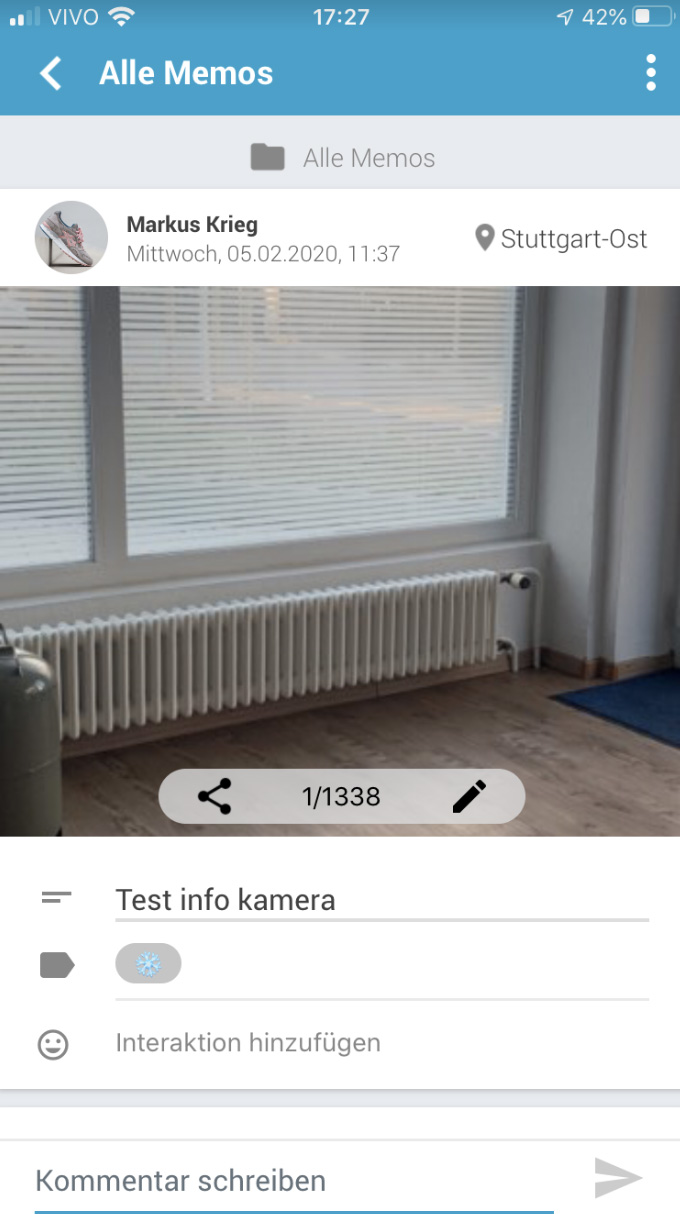 VIVO 17:27 42%
Alle Memos
Alle Memos
Markus Krieg
Mittwoch, 05.02.2020, 11:37
Stuttgart-Ost
1/1338
Test info kamera
Interaktion hinzufügen
Kommentar schreiben